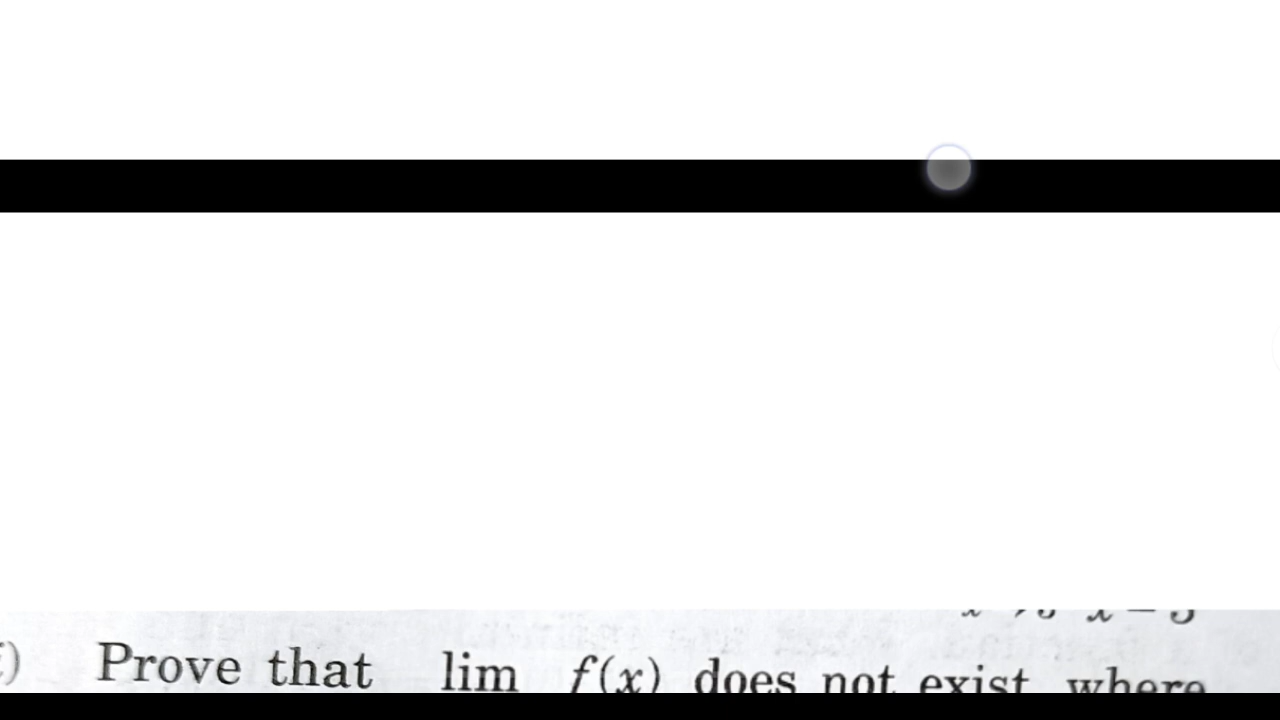 Prove that lim f(x) does not exist, where